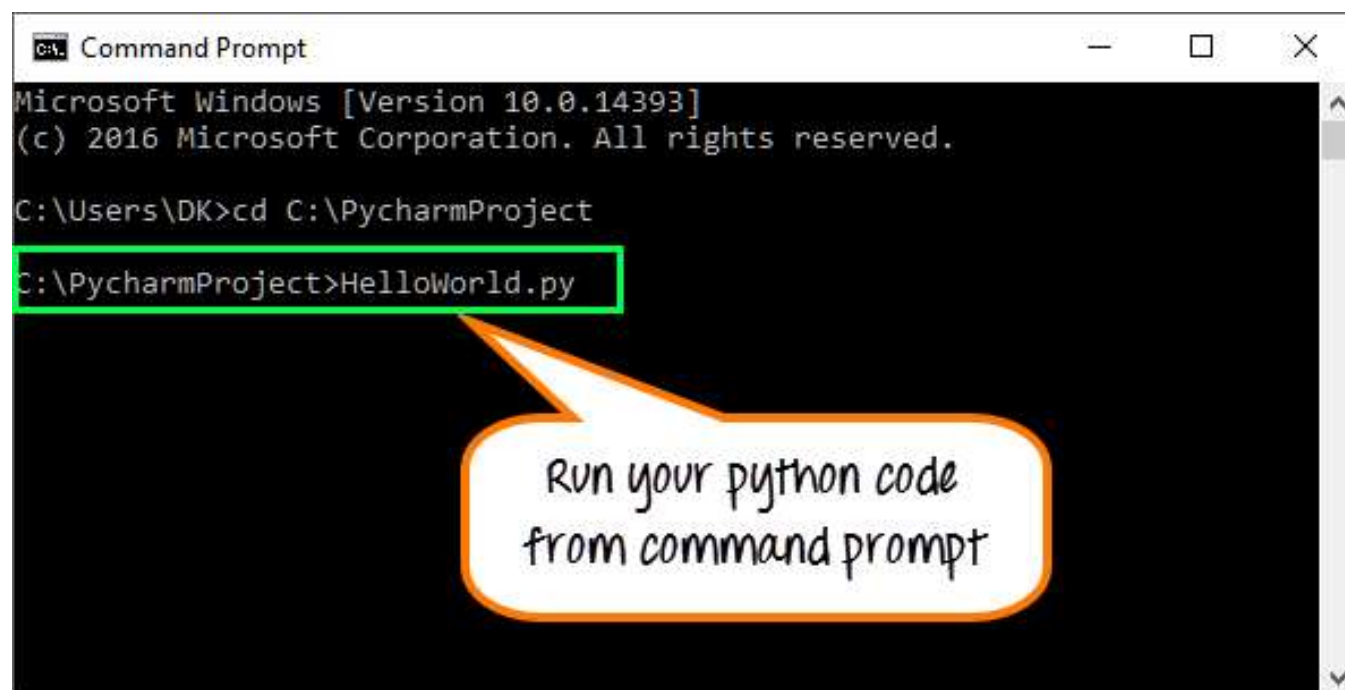 Command Prompt
Microsoft Windows [Version 10.0.14393]
(c) 2016 Microsoft Corporation. All rights reserved.
C:\Users\DK>cd C:\PycharmProject
C:\PycharmProject>HelloWorld.py
Run your python code
from command prompt